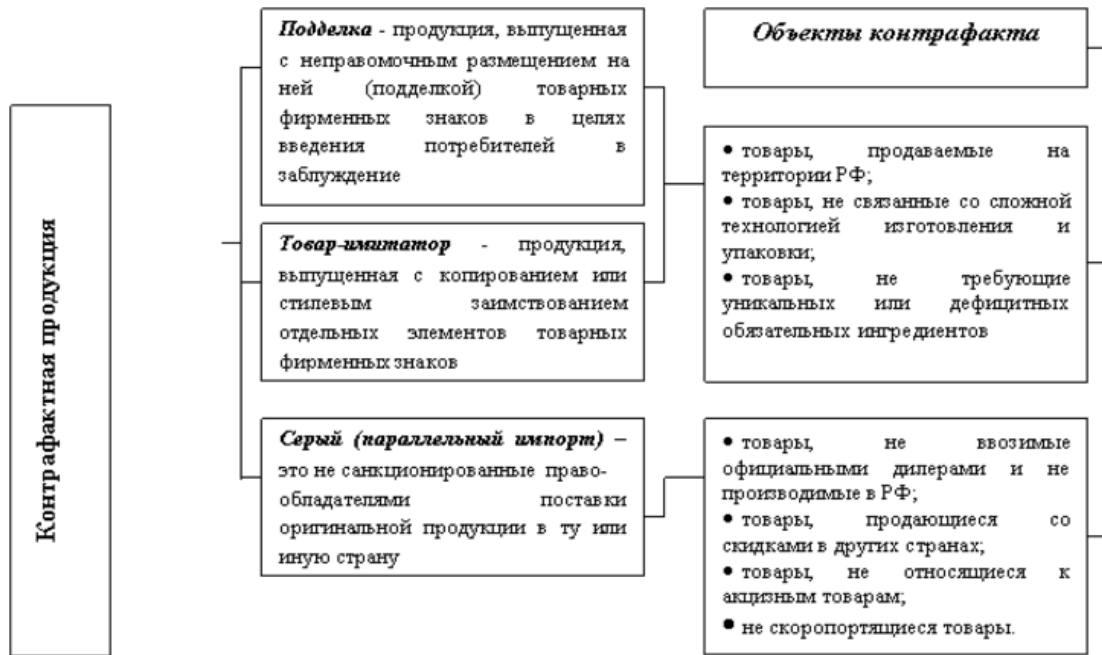 Контрафактная продукция
Подделка - продукция, выпущенная
с неправомочным размещением на
ней (подделкой) товарных
фирменных знаков в целях
введения потребителей в
заблуждение
Товар-имитатор - продукция,
выпущенная с копированием или
стилевым заимствованием
отдельных элементов товарных
фирменных знаков
Серый (параллельный импорт) –
это не санкционированные право-
обладателями поставки
оригинальной продукции в ту или
иную страну
Объекты контрафакта
● товары, продаваемые на
территории РФ;
● товары, не связанные со сложной
технологией изготовления и
упаковки;
● товары, не требующие
уникальных или дефицитных
обязательных ингредиентов
● товары, не ввозимые
официальными дилерами и не
производимые в РФ;
● товары, продающиеся со
скидками в других странах;
● товары, не относящиеся к
акцизным товарам;
● не скоропортящиеся товары.